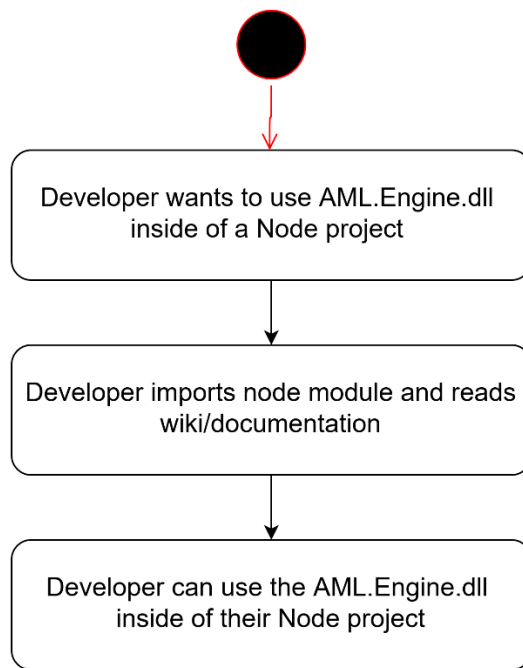 Developer wants to use AML.Engine.dll
inside of a Node project
Developer imports node module and reads
wiki/documentation
Developer can use the AML.Engine.dll
inside of their Node project